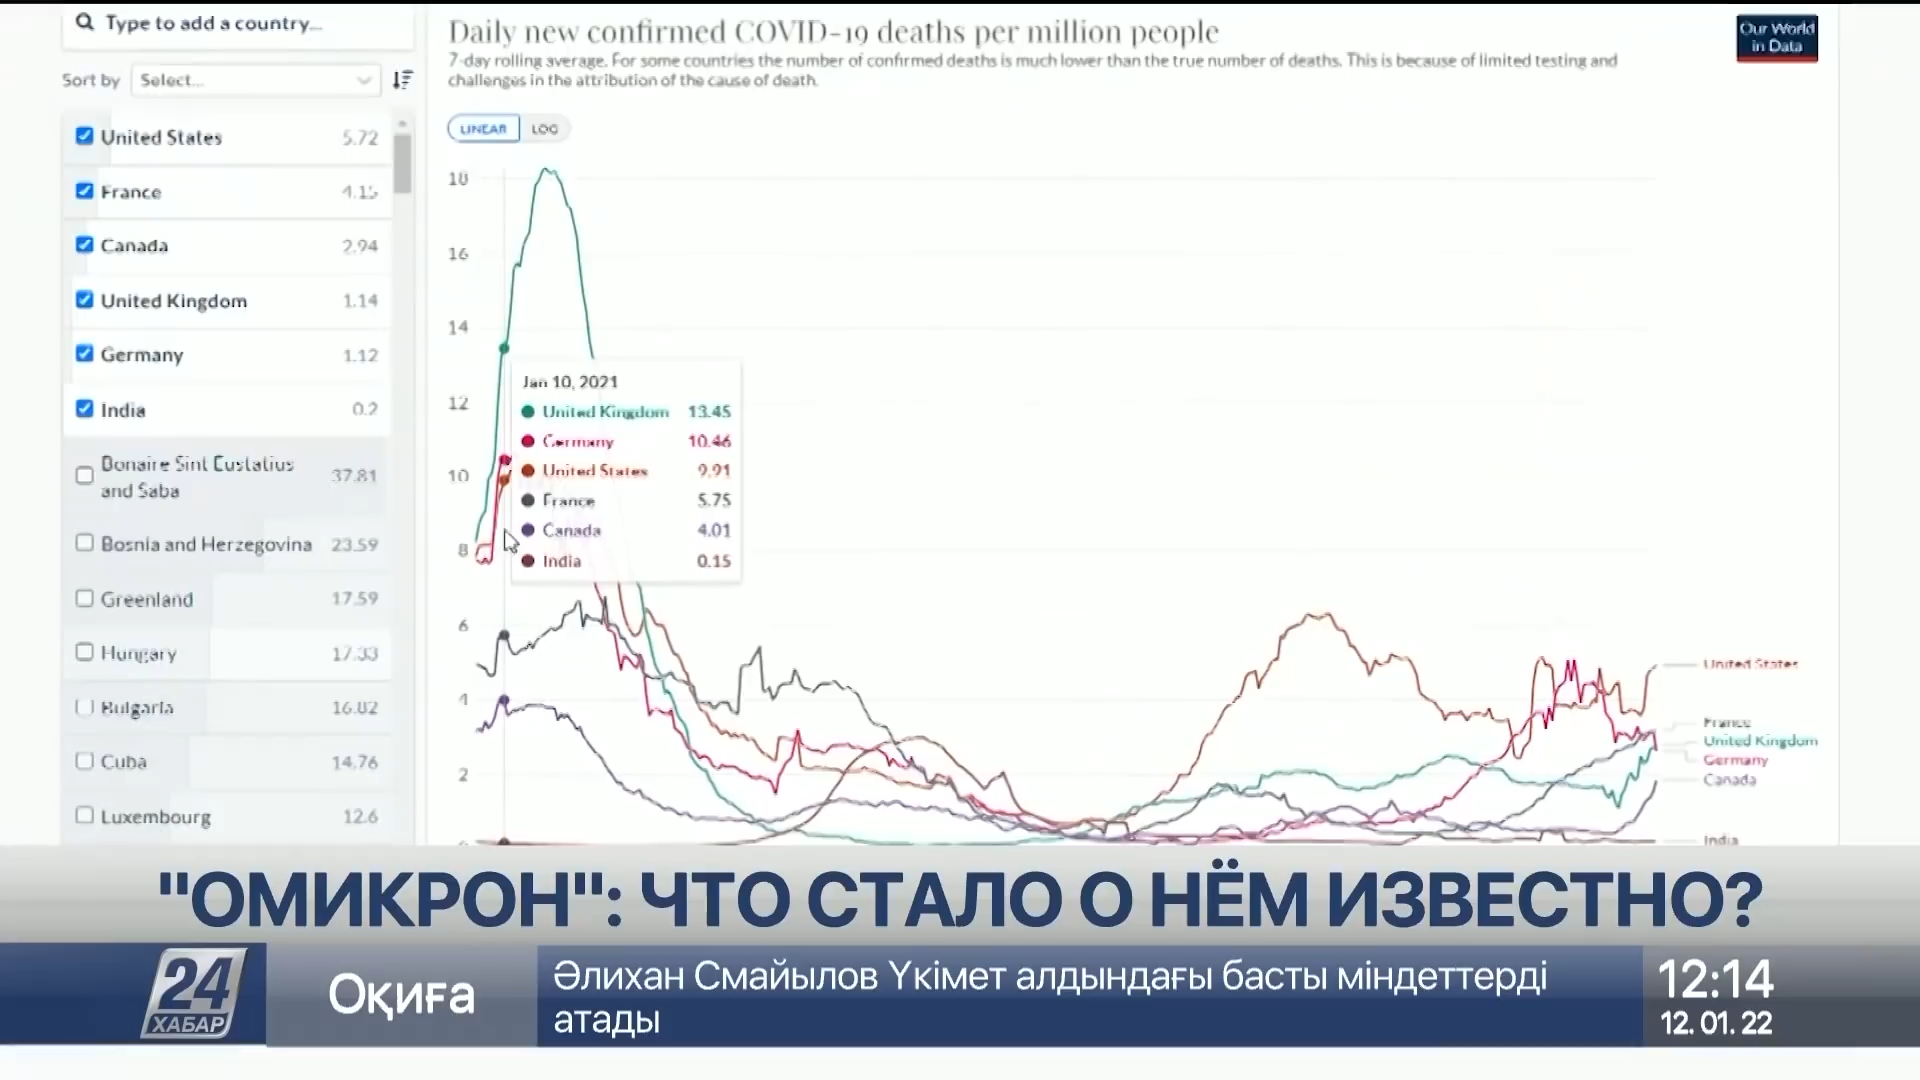 Type to add a country...
Sort by
Select...
United States 5.72
France 4.15
Canada 2.94
United Kingdom 1.14
Germany 1.12
India 0.2
Bonaire Sint Eustatius and Saba 37.81
Bosnia and Herzegovina 23.59
Greenland 17.59
Hungary 17.33
Bulgaria 16.82
Cuba 14.76
Luxembourg 12.6
Daily new confirmed COVID-19 deaths per million people
7-day rolling average. For some countries the number of confirmed deaths is much lower than the true number of deaths. This is because of limited testing and
challenges in the attribution of the cause of death.
Our World
in Data
LINEAR LOG
18
16
14
12
10
8
6
4
2
Jan 10, 2021
United Kingdom 13.45
Germany 10.46
United States 9.91
France 5.75
Canada 4.01
India 0.15
United States
France
United Kingdom
Germany
Canada
India
"ОМИКРОН": ЧТО СТАЛО О НЁМ ИЗВЕСТНО?
24
ХАБАР
Оқиға
Әлихан Смайылов Үкімет алдындағы басты міндеттерді
атады
12:14
12. 01. 22